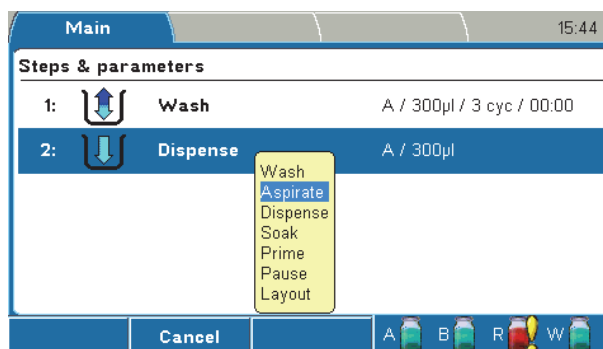 Main 15:44
Steps & parameters
1: Wash A / 300µl / 3 cyc / 00:00
2: Dispense A / 300µl
Wash
Aspirate
Dispense
Soak
Prime
Pause
Layout
Cancel A B R W